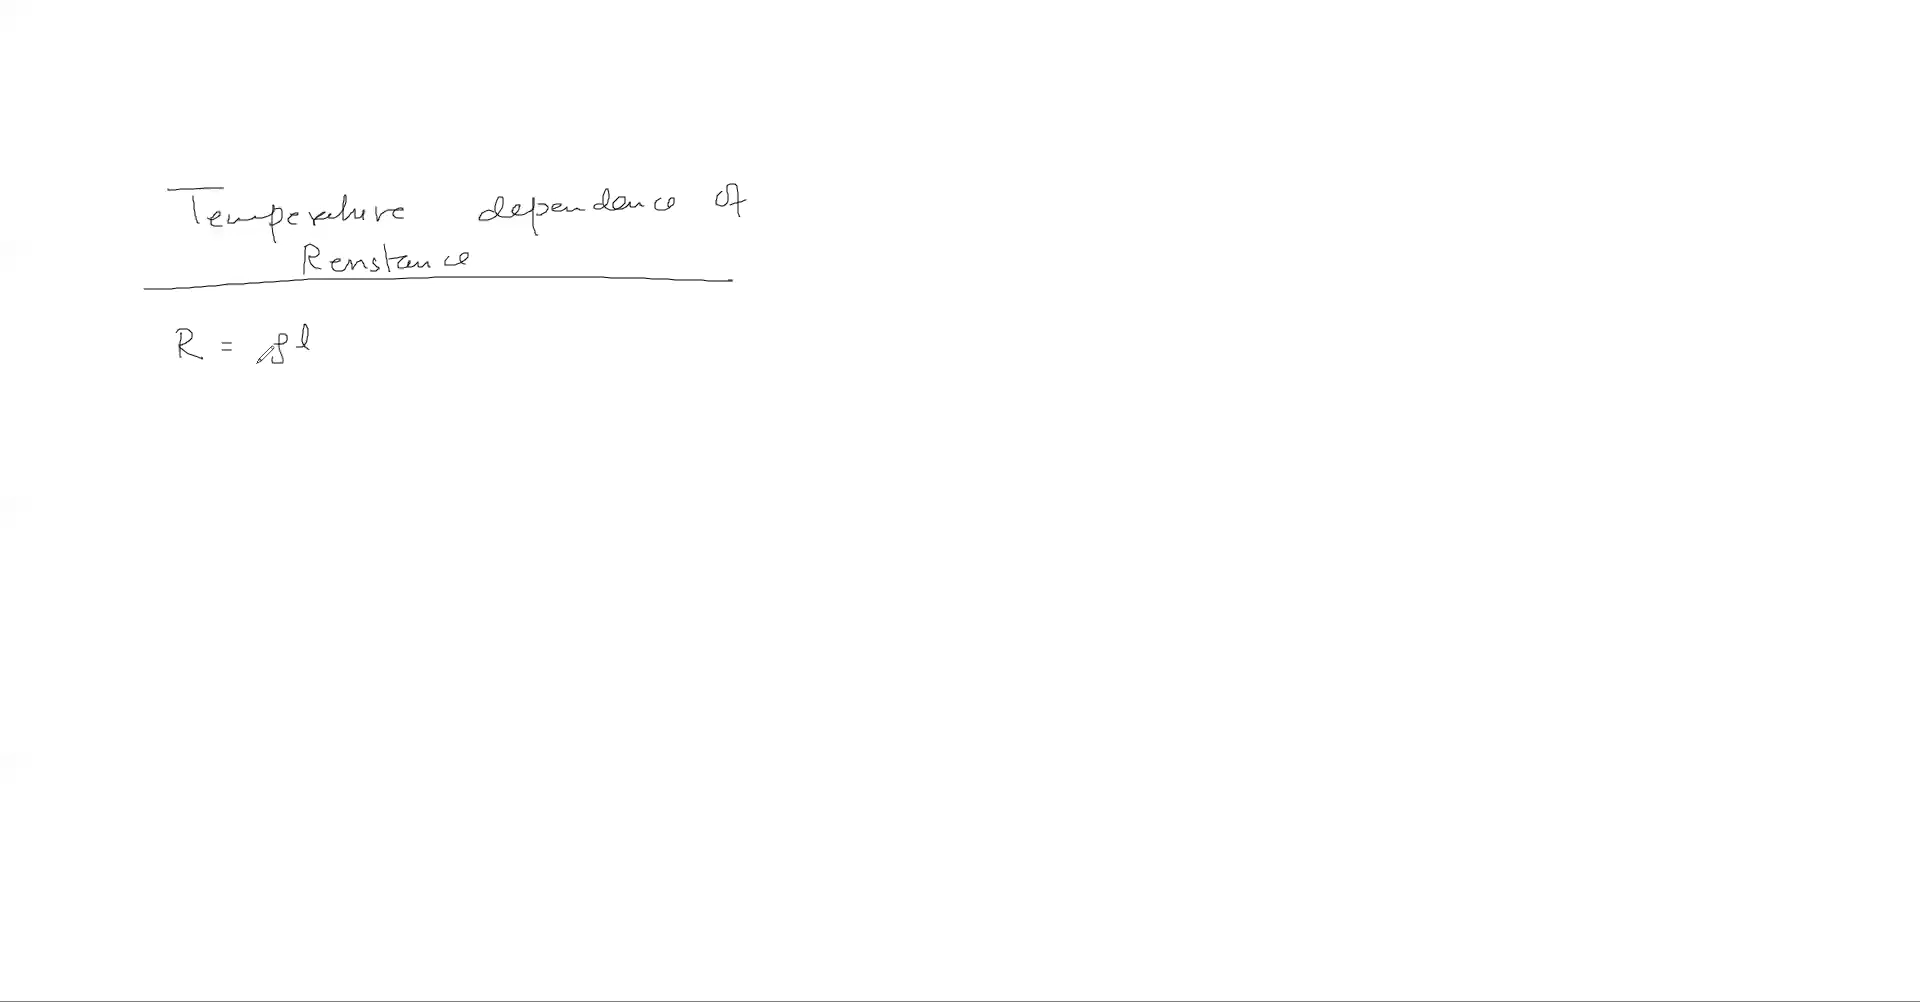 Temperature dependence of
Resistance
R = ρl